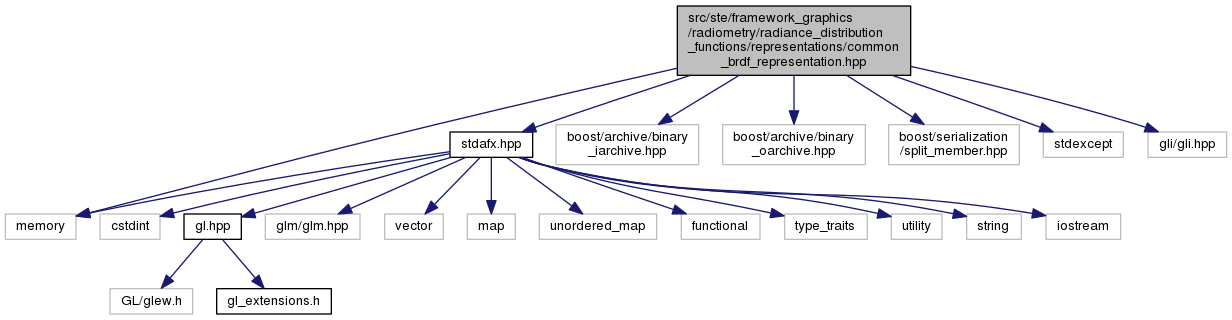 src/ste/framework_graphics
/radiometry/radiance_distribution
_functions/representations/common
_brdf_representation.hpp
stdafx.hpp
boost/archive/binary
_iarchive.hpp
boost/archive/binary
_oarchive.hpp
boost/serialization
/split_member.hpp
stdexcept
gli/gli.hpp
memory
cstdint
gl.hpp
glm/glm.hpp
vector
map
unordered_map
functional
type_traits
utility
string
iostream
GL/glew.h
gl_extensions.h